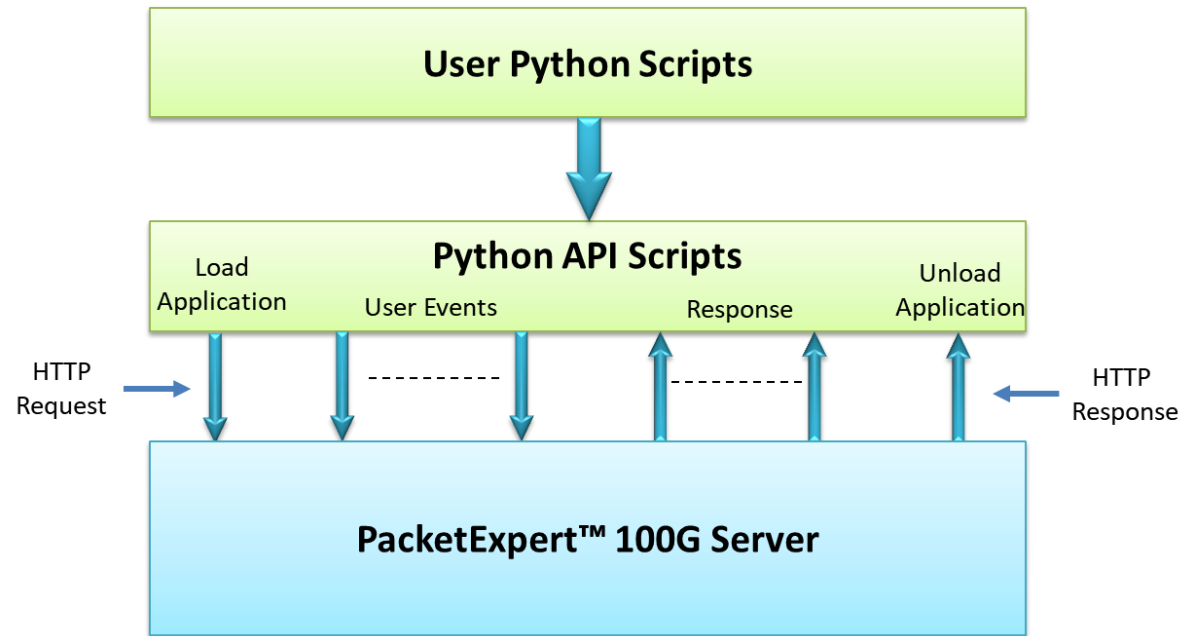 User Python Scripts
Python API Scripts
Load
Application
User Events
Response
Unload
Application
HTTP
Request
HTTP
Response
PacketExpert™ 100G Server